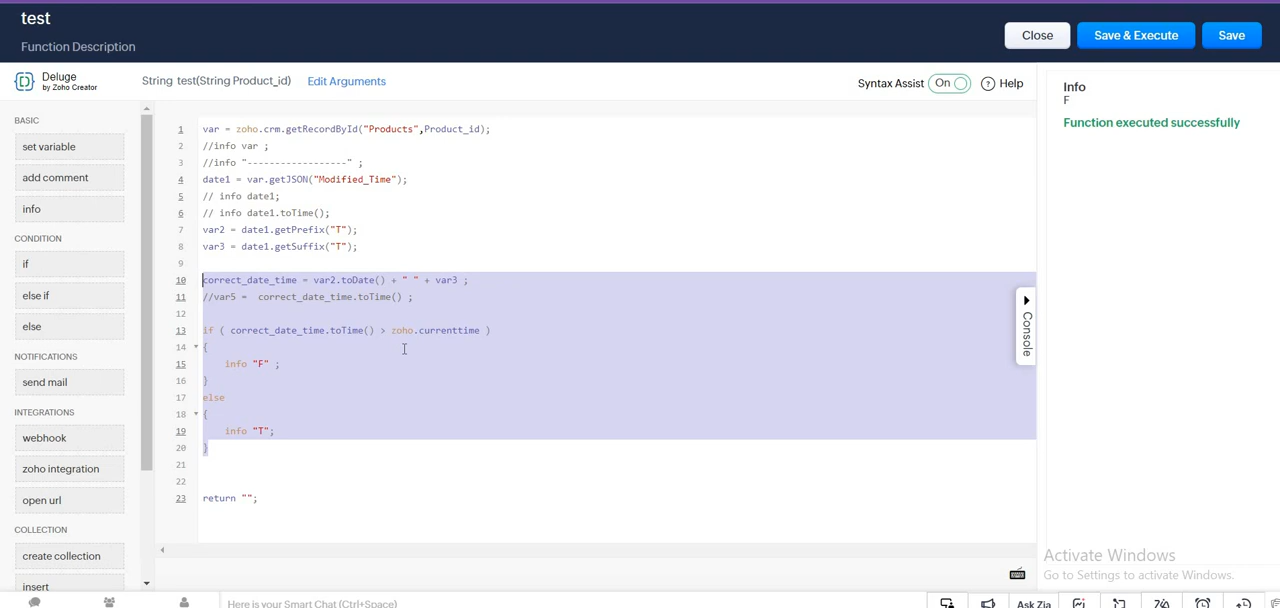 test
Function Description
Close
Save & Execute
Save
Deluge
by Zoho Creator
String test(String Product_id)
Edit Arguments
Syntax Assist
On
? Help
BASIC
set variable
add comment
info
CONDITION
if
else if
else
NOTIFICATIONS
send mail
INTEGRATIONS
webhook
zoho integration
open url
COLLECTION
create collection
insert
1 var = zoho.crm.getRecordById("Products",Product_id);
2 //info var ;
3 //info "------------------" ;
4 date1 = var.getJSON("Modified_Time");
5 // info date1;
6 // info date1.toTime();
7 var2 = date1.getPrefix("T");
8 var3 = date1.getSuffix("T");
9
10 correct_date_time = var2.toDate() + " " + var3 ;
11 //var5 =  correct_date_time.toTime() ;
12
13 if ( correct_date_time.toTime() > zoho.currenttime )
14 {
15 info "F" ;
16 }
17 else
18 {
19 info "T";
20 }
21
22
23 return "";
Console
Info
F
Function executed successfully
Activate Windows
Go to Settings to activate Windows.
Here is your Smart Chat (Ctrl+Space)
Ask Zia